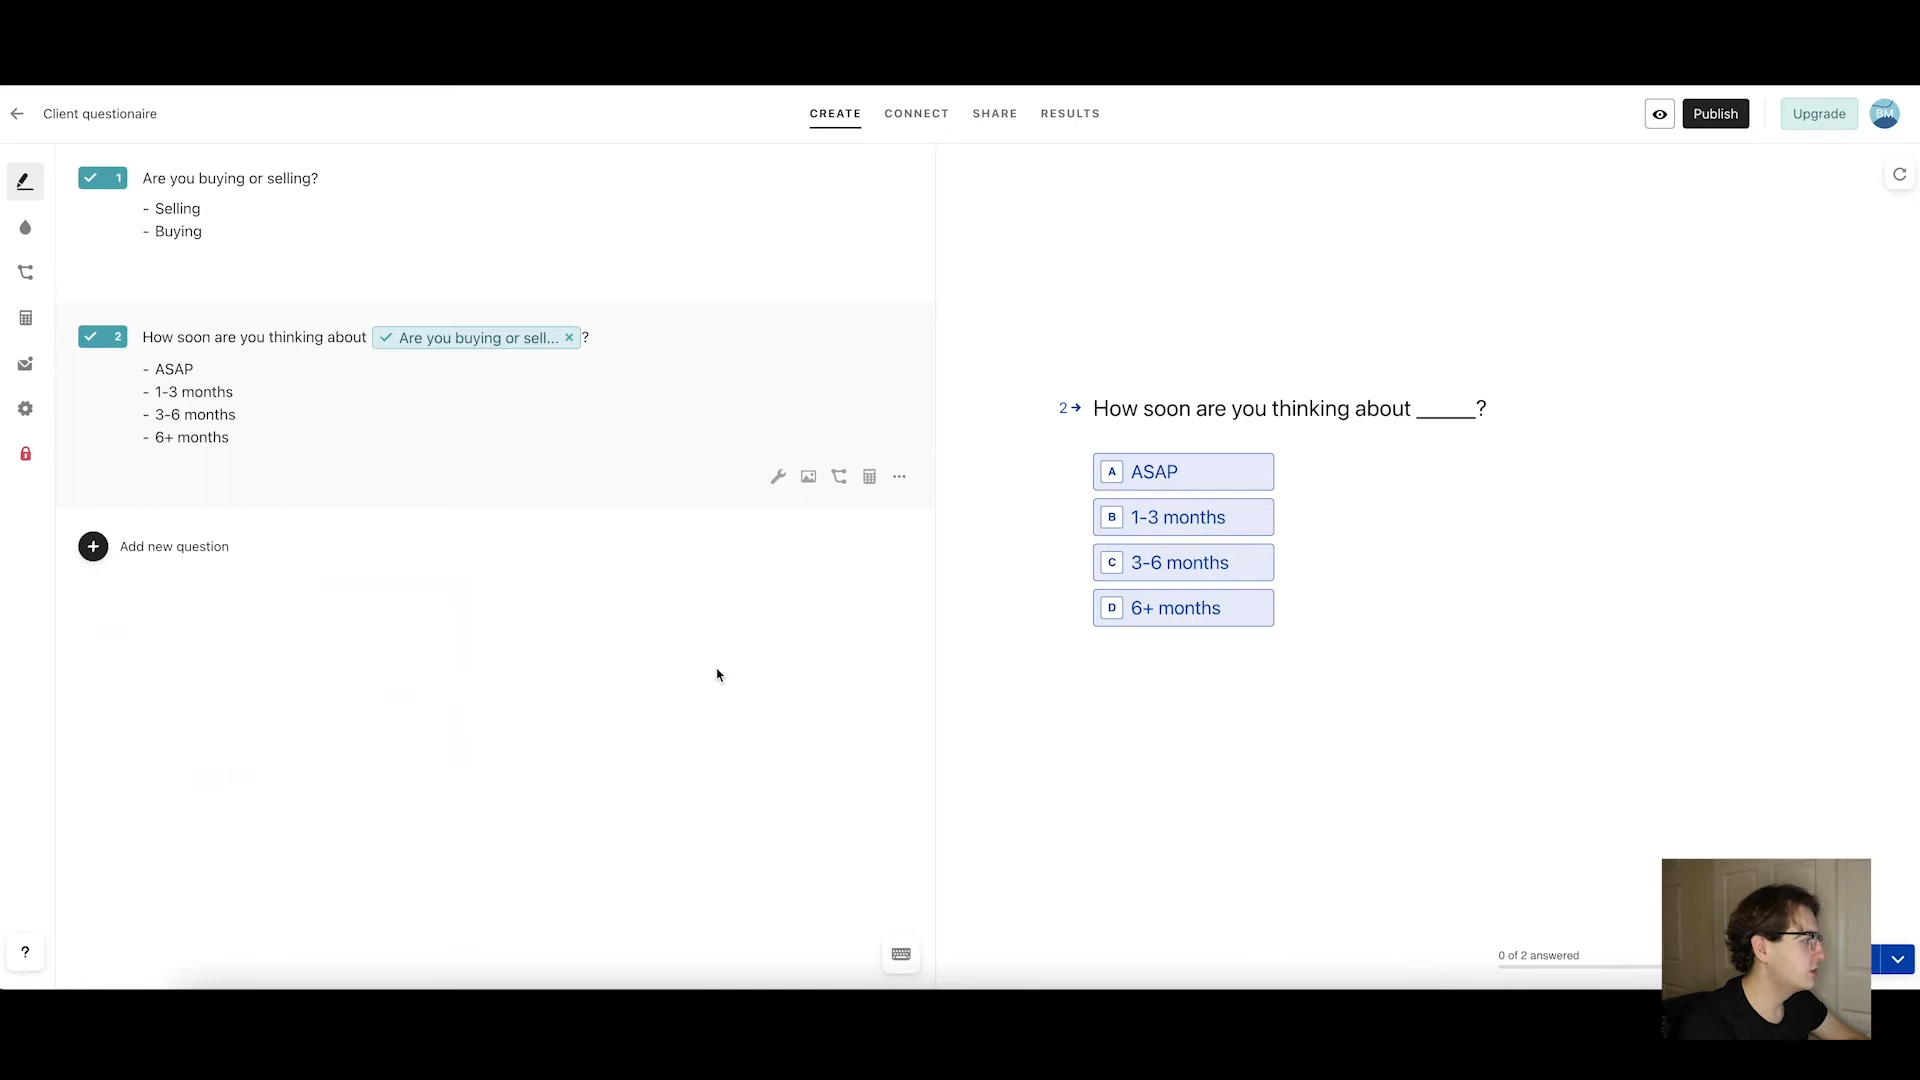 Client questionaire
CREATE CONNECT SHARE RESULTS
Publish
Upgrade
BM
1 Are you buying or selling?
- Selling
- Buying
2 How soon are you thinking about Are you buying or sell... ?
- ASAP
- 1-3 months
- 3-6 months
- 6+ months
Add new question
2 How soon are you thinking about _____?
A ASAP
B 1-3 months
C 3-6 months
D 6+ months
0 of 2 answered
?